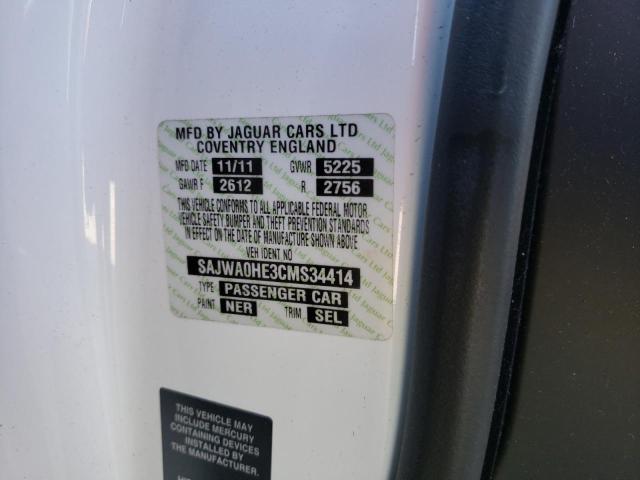 MFD BY JAGUAR CARS LTD
COVENTRY ENGLAND
MFD DATE 11/11 GVWR 5225
GAWR F 2612 R 2756
THIS VEHICLE CONFORMS TO ALL APPLICABLE FEDERAL MOTOR
VEHICLE SAFETY BUMPER AND THEFT PREVENTION STANDARDS
IN EFFECT ON THE DATE OF MANUFACTURE SHOWN ABOVE
VEH IDENT NO
SAJWA0HE3CMS34414
TYPE PASSENGER CAR
PAINT NER TRIM SEL
THIS VEHICLE MAY
INCLUDE MERCURY
CONTAINING DEVICES
INSTALLED BY
THE MANUFACTURER.